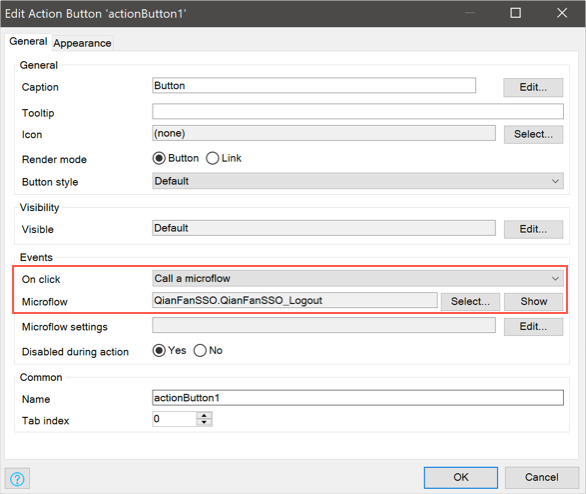 Edit Action Button 'actionButton1'
General Appearance
General
Caption Button Edit...
Tooltip
Icon (none) Select...
Render mode Button Link
Button style Default
Visibility
Visible Default Edit...
Events
On click Call a microflow
Microflow QianFanSSO.QianFanSSO_Logout Select... Show
Microflow settings Edit...
Disabled during action Yes No
Common
Name actionButton1
Tab index 0
? OK Cancel